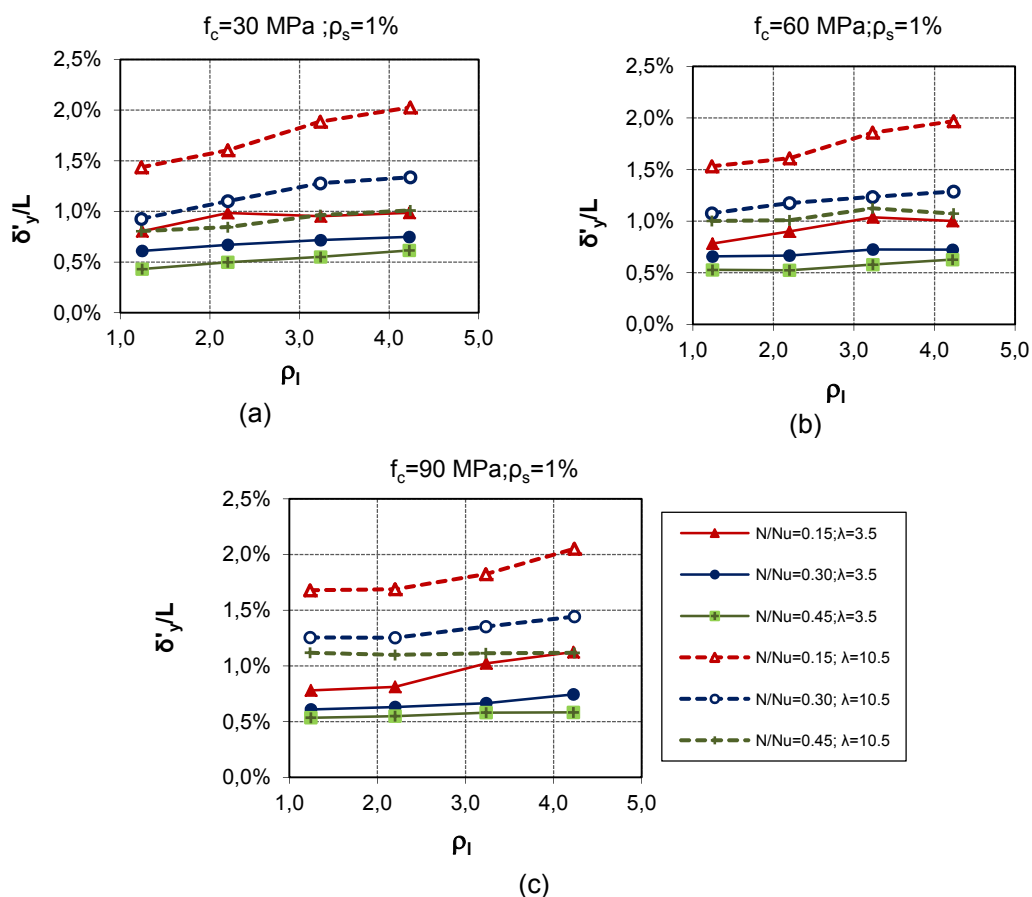 f_c=30 MPa ;ρ_s=1%
2,5%
2,0%
1,5%
1,0%
0,5%
0,0%
δ'_y/L
1,0 2,0 3,0 4,0 5,0
ρ_l
(a)
f_c=60 MPa;ρ_s=1%
2,5%
2,0%
1,5%
1,0%
0,5%
0,0%
δ'_y/L
1,0 2,0 3,0 4,0 5,0
ρ_l
(b)
f_c=90 MPa;ρ_s=1%
2,5%
2,0%
1,5%
1,0%
0,5%
0,0%
δ'_y/L
1,0 2,0 3,0 4,0 5,0
ρ_l
(c)
N/Nu=0.15;λ=3.5
N/Nu=0.30;λ=3.5
N/Nu=0.45;λ=3.5
N/Nu=0.15; λ=10.5
N/Nu=0.30; λ=10.5
N/Nu=0.45; λ=10.5